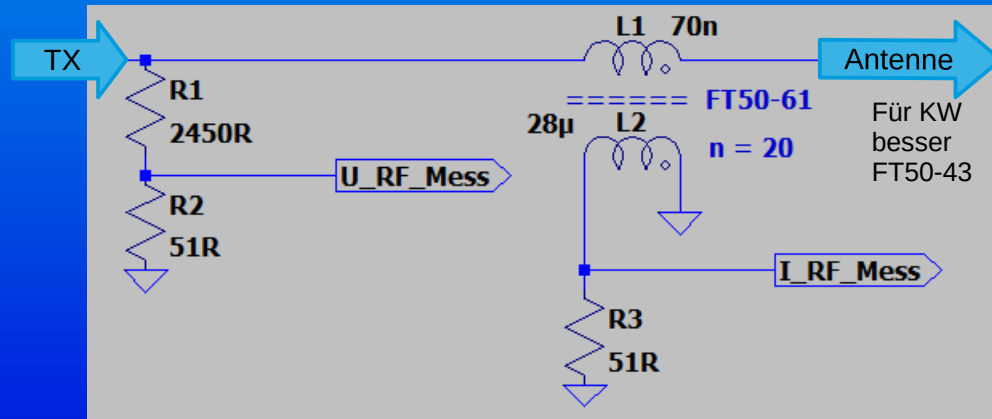 TX
R1
2450R
U_RF_Mess
R2
51R
L1 70n
Antenne
====== FT50-61
28µ L2
n = 20
Für KW
besser
FT50-43
I_RF_Mess
R3
51R